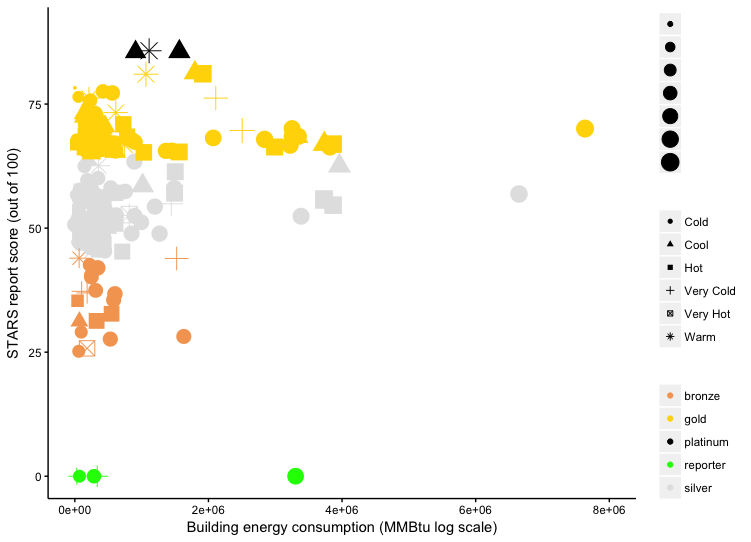 STARS report score (out of 100)
75
50
25
0
0e+00
2e+06
4e+06
6e+06
8e+06
Building energy consumption (MMBtu log scale)
Cold
Cool
Hot
Very Cold
Very Hot
Warm
bronze
gold
platinum
reporter
silver